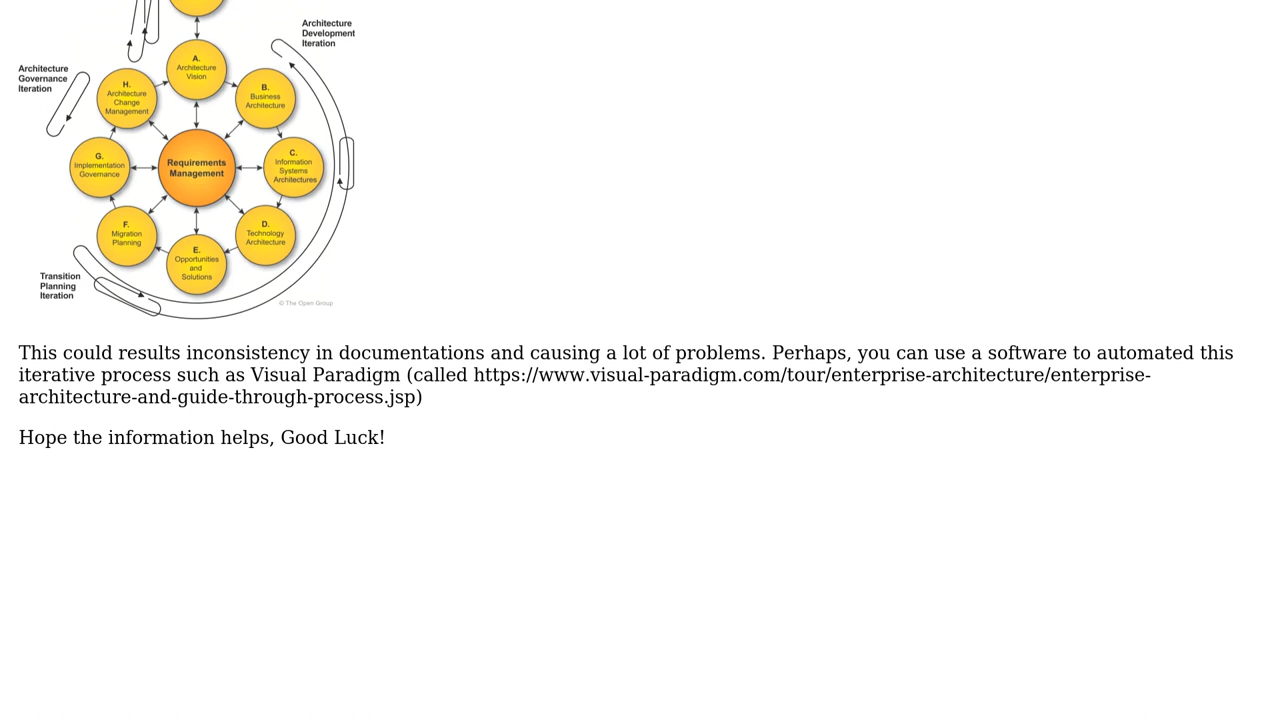 Architecture
Development
Iteration
Architecture
Governance
Iteration
A.
Architecture
Vision
H.
Architecture
Change
Management
B.
Business
Architecture
G.
Implementation
Governance
Requirements
Management
C.
Information
Systems
Architectures
F.
Migration
Planning
D.
Technology
Architecture
E.
Opportunities
and
Solutions
Transition
Planning
Iteration
© The Open Group
This could results inconsistency in documentations and causing a lot of problems. Perhaps, you can use a software to automated this
iterative process such as Visual Paradigm (called https://www.visual-paradigm.com/tour/enterprise-architecture/enterprise-
architecture-and-guide-through-process.jsp)
Hope the information helps, Good Luck!